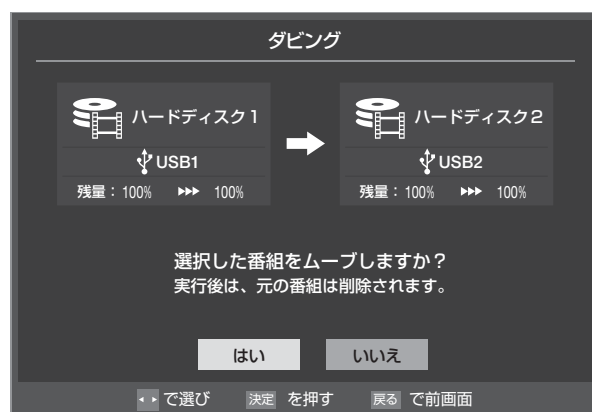 ダビング
ハードディスク1
ハードディスク2
USB1
USB2
残量:100% ▶▶▶ 100%
残量:100% ▶▶▶ 100%
選択した番組をムーブしますか?
実行後は、元の番組は削除されます。
はい
いいえ
で選び 決定 を押す 戻る で前画面